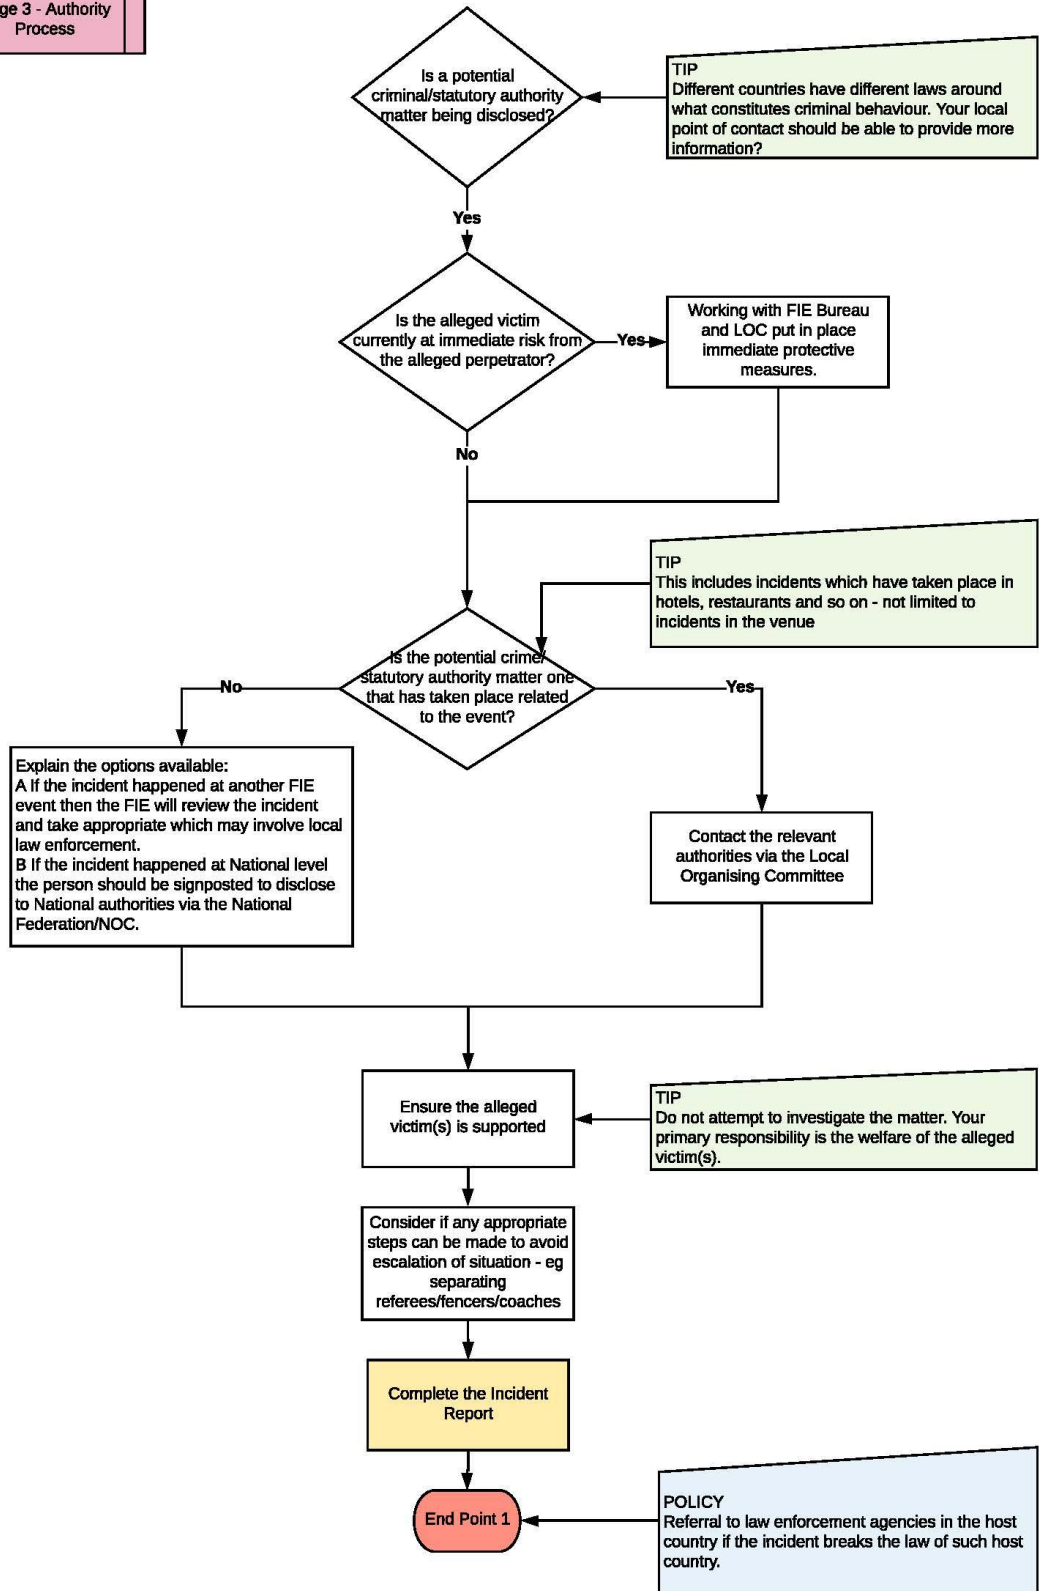 ge 3 - Authority
Process
Is a potential
criminal/statutory authority
matter being disclosed?
TIP
Different countries have different laws around
what constitutes criminal behaviour. Your local
point of contact should be able to provide more
information?
Yes
Is the alleged victim
currently at immediate risk from
the alleged perpetrator?
Yes
Working with FIE Bureau
and LOC put in place
immediate protective
measures.
No
TIP
This includes incidents which have taken place in
hotels, restaurants and so on - not limited to
incidents in the venue
Is the potential crime/
statutory authority matter one
that has taken place related
to the event?
No
Yes
Explain the options available:
A If the incident happened at another FIE
event then the FIE will review the incident
and take appropriate which may involve local
law enforcement.
B If the incident happened at National level
the person should be signposted to disclose
to National authorities via the National
Federation/NOC.
Contact the relevant
authorities via the Local
Organising Committee
Ensure the alleged
victim(s) is supported
TIP
Do not attempt to investigate the matter. Your
primary responsibility is the welfare of the alleged
victim(s).
Consider if any appropriate
steps can be made to avoid
escalation of situation - eg
separating
referees/fencers/coaches
Complete the Incident
Report
End Point 1
POLICY
Referral to law enforcement agencies in the host
country if the incident breaks the law of such host
country.